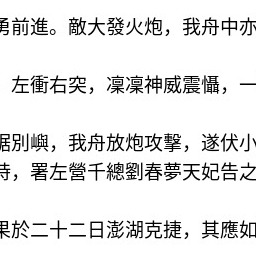 勇前進。敵大發火炮，我舟中亦
，左衝右突，凜凜神威震懾，一
据別嶼，我舟放炮攻擊，遂伏小
時，署左營千總劉春夢天妃告之
果於二十二日澎湖克捷，其應如